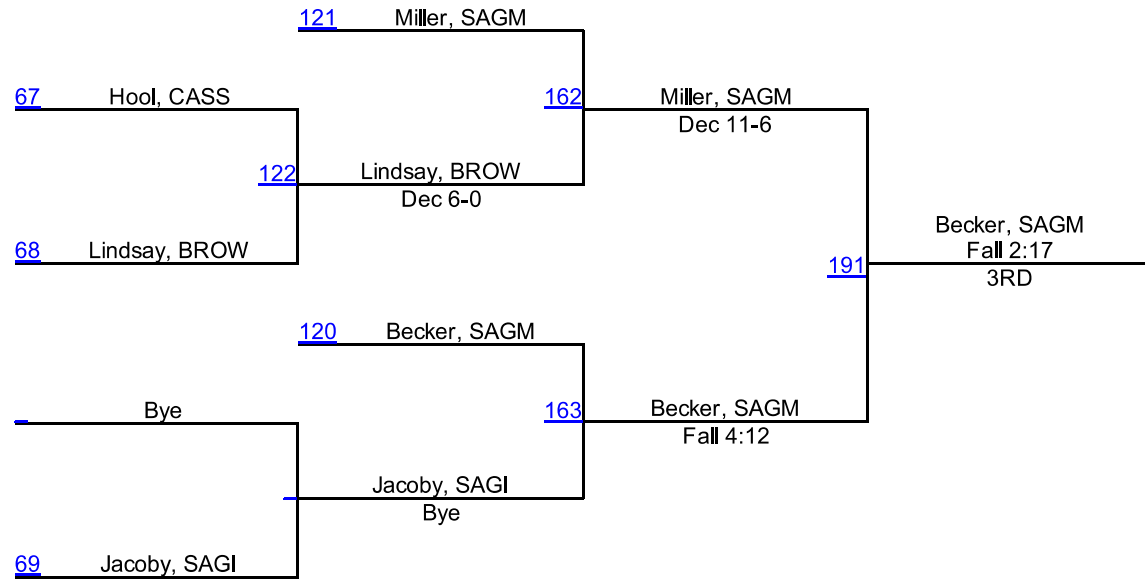 121 Miller, SAGM
67 Hool, CASS
162 Miller, SAGM
Dec 11-6
122 Lindsay, BROW
Dec 6-0
68 Lindsay, BROW
191 Becker, SAGM
Fall 2:17
3RD
120 Becker, SAGM
Bye
163 Becker, SAGM
Fall 4:12
Jacoby, SAGI
Bye
69 Jacoby, SAGI